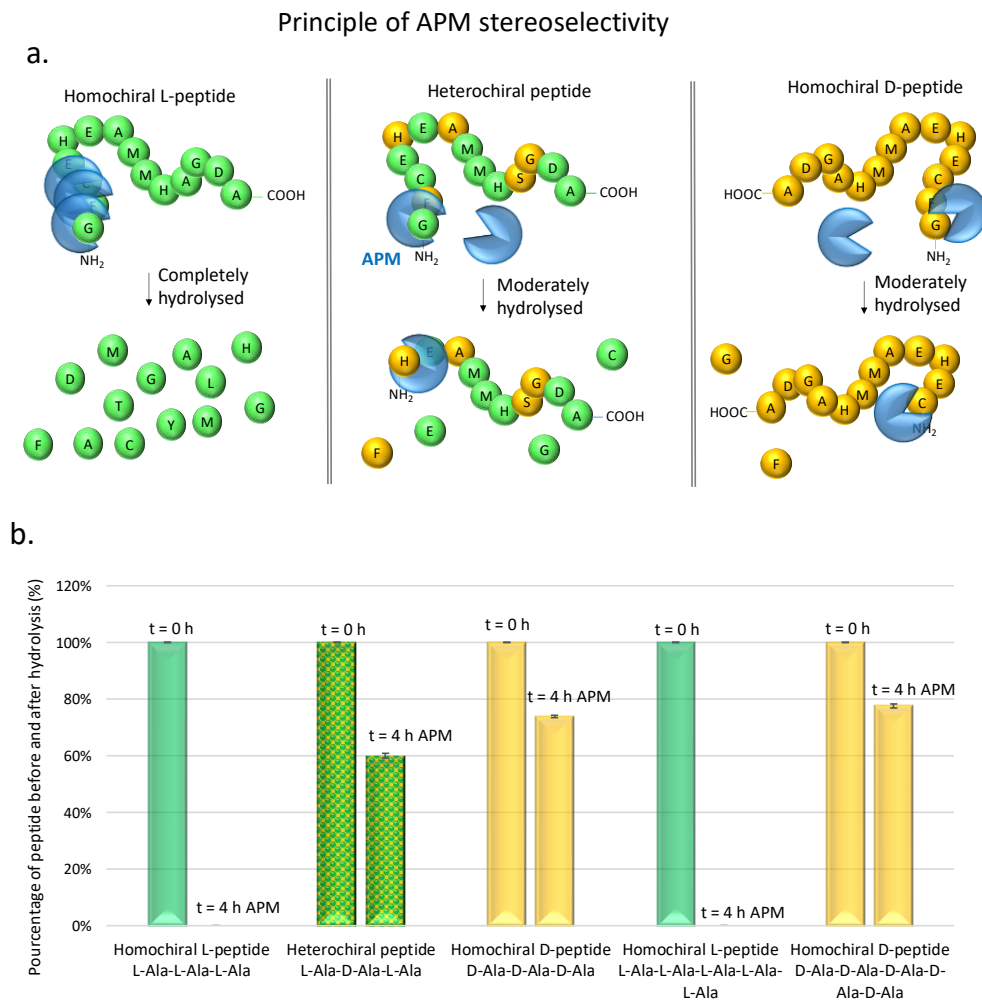 Principle of APM stereoselectivity
a.
Homochiral L-peptide
Heterochiral peptide
Homochiral D-peptide
H E A M M H A G D A COOH
E C G
NH2
H E A M M H S G D A COOH
E C E G
APM NH2
HOOC A D G A H M M A E H E C F G
NH2
Completely
hydrolysed
Moderately
hydrolysed
Moderately
hydrolysed
D M G A H
T L Y M G
F A C
H E A M M H S G D A COOH
NH2
C
E
F
G
G
HOOC A D G A H M M A E H E C
NH2
F
b.
Pourcentage of peptide before and after hydrolysis (%)
120%
100%
80%
60%
40%
20%
0%
t = 0 h
t = 4 h APM
t = 0 h
t = 4 h APM
t = 0 h
t = 4 h APM
t = 0 h
t = 4 h APM
t = 0 h
t = 4 h APM
Homochiral L-peptide
L-Ala-L-Ala-L-Ala
Heterochiral peptide
L-Ala-D-Ala-L-Ala
Homochiral D-peptide
D-Ala-D-Ala-D-Ala
Homochiral L-peptide
L-Ala-L-Ala-L-Ala-L-Ala-
L-Ala
Homochiral D-peptide
D-Ala-D-Ala-D-Ala-D-
Ala-D-Ala